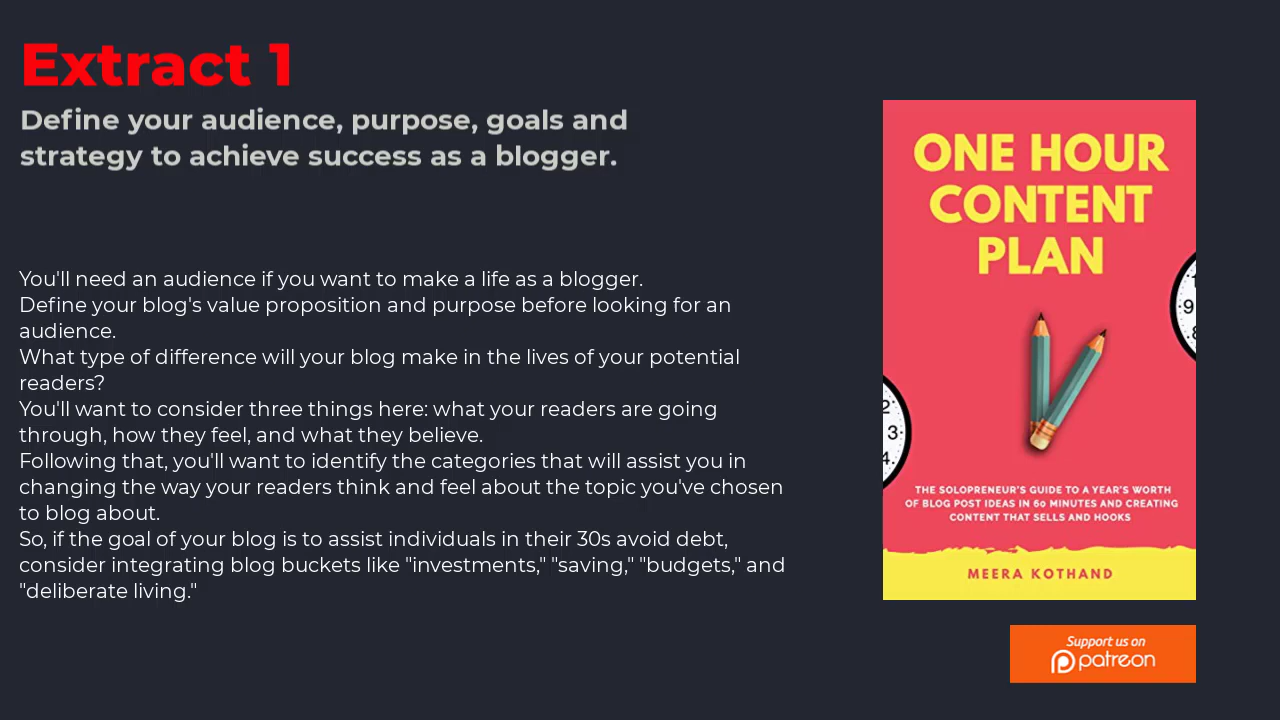 Extract 1
Define your audience, purpose, goals and
strategy to achieve success as a blogger.
You'll need an audience if you want to make a life as a blogger.
Define your blog's value proposition and purpose before looking for an
audience.
What type of difference will your blog make in the lives of your potential
readers?
You'll want to consider three things here: what your readers are going
through, how they feel, and what they believe.
Following that, you'll want to identify the categories that will assist you in
changing the way your readers think and feel about the topic you've chosen
to blog about.
So, if the goal of your blog is to assist individuals in their 30s avoid debt,
consider integrating blog buckets like "investments," "saving," "budgets," and
"deliberate living."
ONE HOUR
CONTENT
PLAN
9
8
2
3
4
THE SOLOPRENEUR'S GUIDE TO A YEAR'S WORTH
OF BLOG POST IDEAS IN 60 MINUTES AND CREATING
CONTENT THAT SELLS AND HOOKS
MEERA KOTHAND
Support us on
patreon